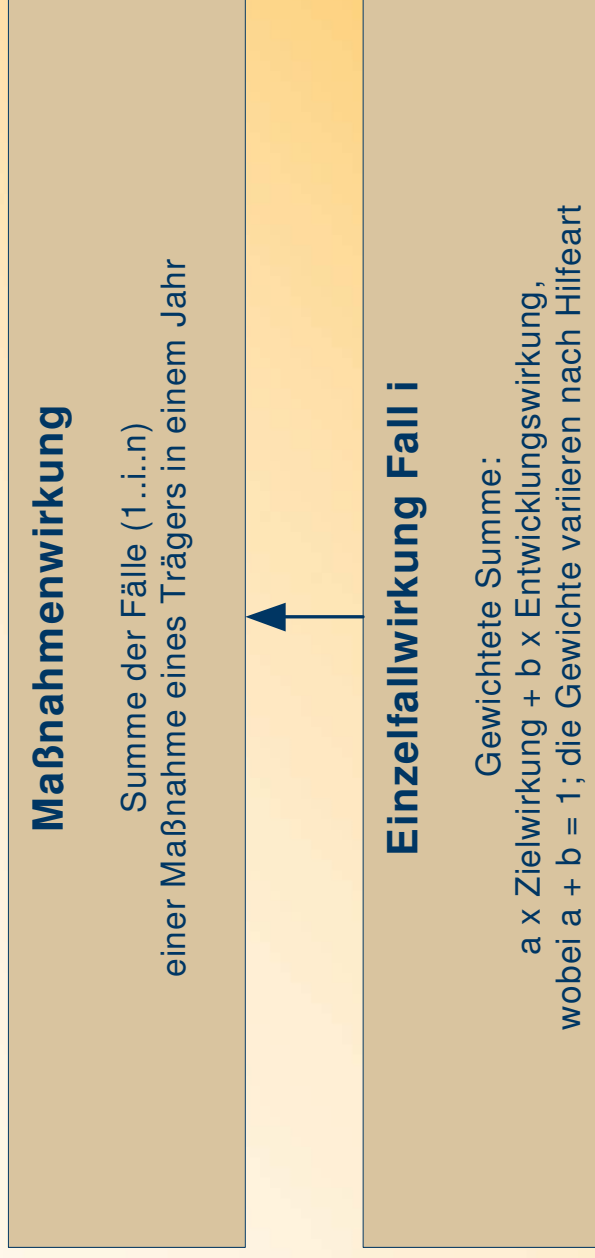 Maßnahmenwirkung
Summe der Fälle (1..i..n)
einer Maßnahme eines Trägers in einem Jahr
Einzelfallwirkung Fall i
Gewichtete Summe:
a x Zielwirkung + b x Entwicklungswirkung,
wobei a + b = 1; die Gewichte variieren nach Hilfeart